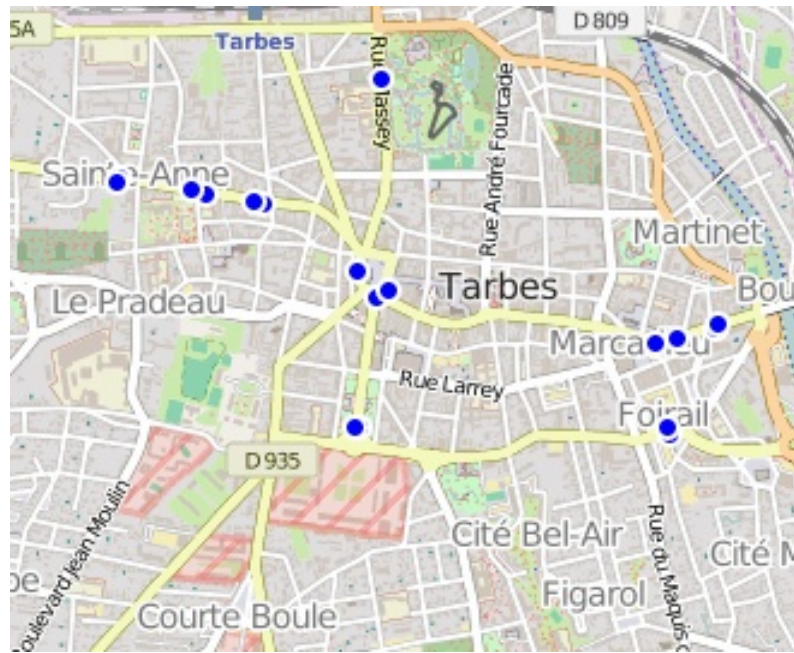 D 809
5A
Tarbes
Rue Massey
Rue André Fourcade
Sainte-Anne
Martinet
Le Pradeau
Tarbes
Bou
Marcadieu
Rue Larrey
Foirail
D 935
Boulevard Jean Moulin
Cité Bel-Air
Rue du Maquis
Cité M
Figarol
Courte Boule